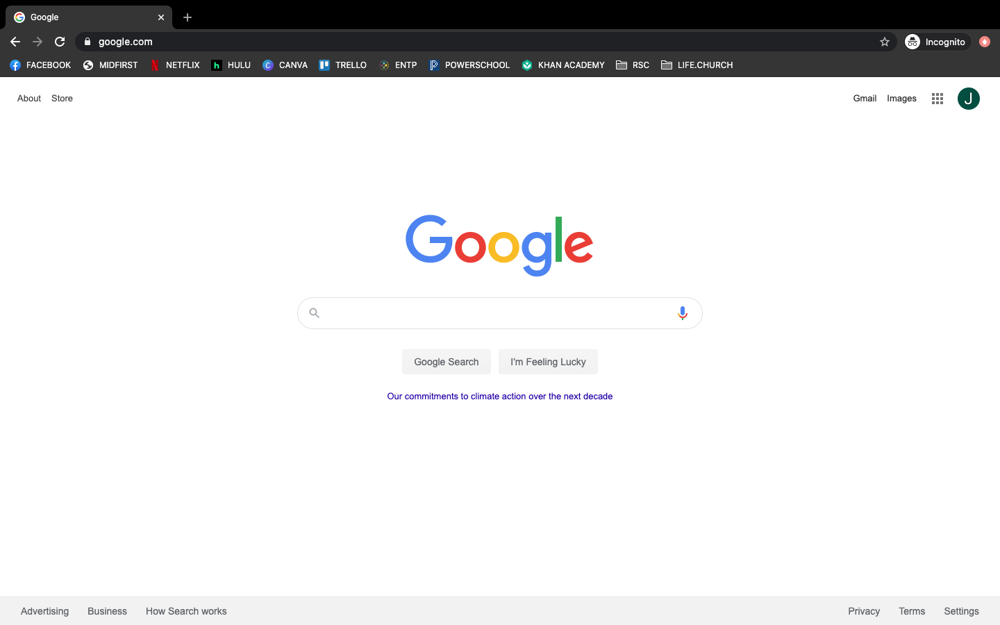 Google
google.com
Incognito
FACEBOOK MIDFIRST NETFLIX h HULU C CANVA TRELLO ENTP P POWERSCHOOL KHAN ACADEMY RSC LIFE.CHURCH
About Store Gmail Images J
Google
Google Search I'm Feeling Lucky
Our commitments to climate action over the next decade
Advertising Business How Search works Privacy Terms Settings